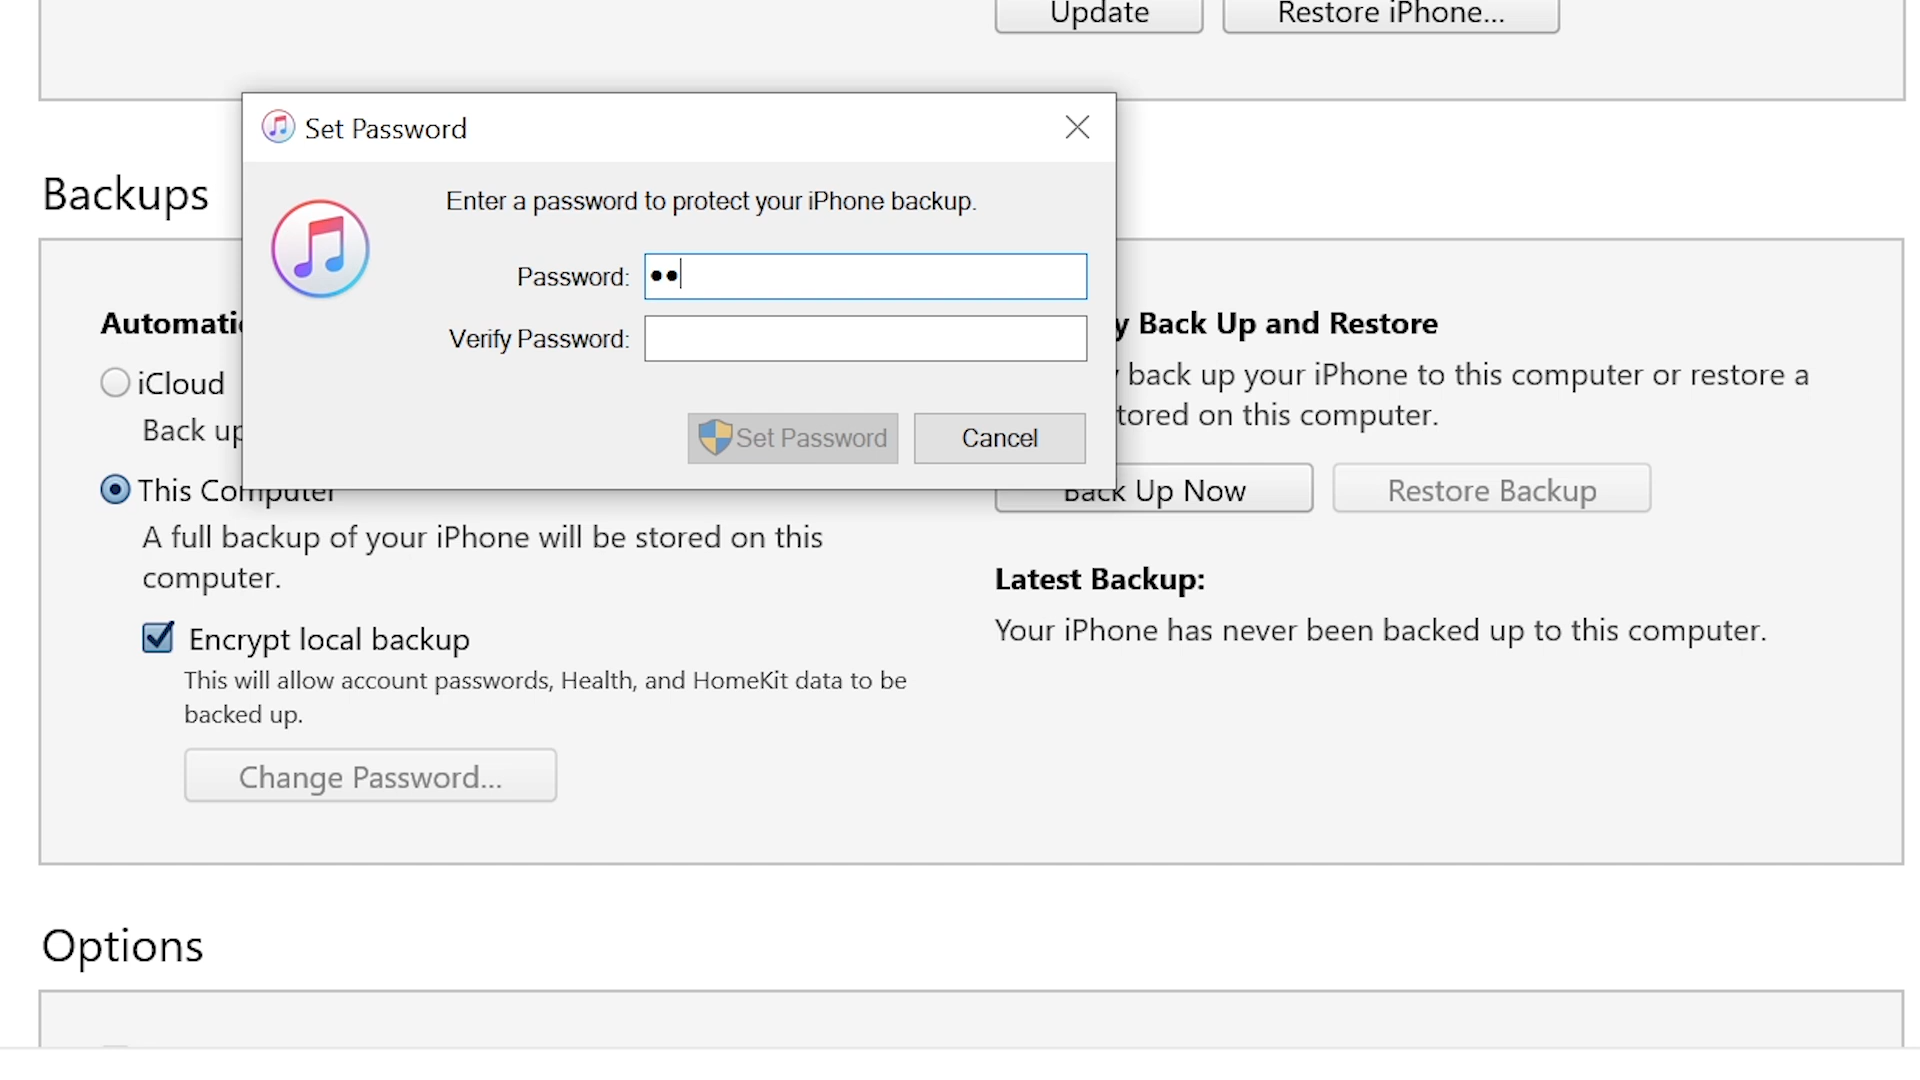 Update
Restore iPhone...
Set Password
Enter a password to protect your iPhone backup.
Password: ●●
Verify Password:
Set Password
Cancel
Backups
iCloud
Back up
This Computer
A full backup of your iPhone will be stored on this
computer.
Encrypt local backup
This will allow account passwords, Health, and HomeKit data to be
backed up.
Change Password...
Back Up and Restore
back up your iPhone to this computer or restore a
on this computer.
Back Up Now
Restore Backup
Latest Backup:
Your iPhone has never been backed up to this computer.
Options